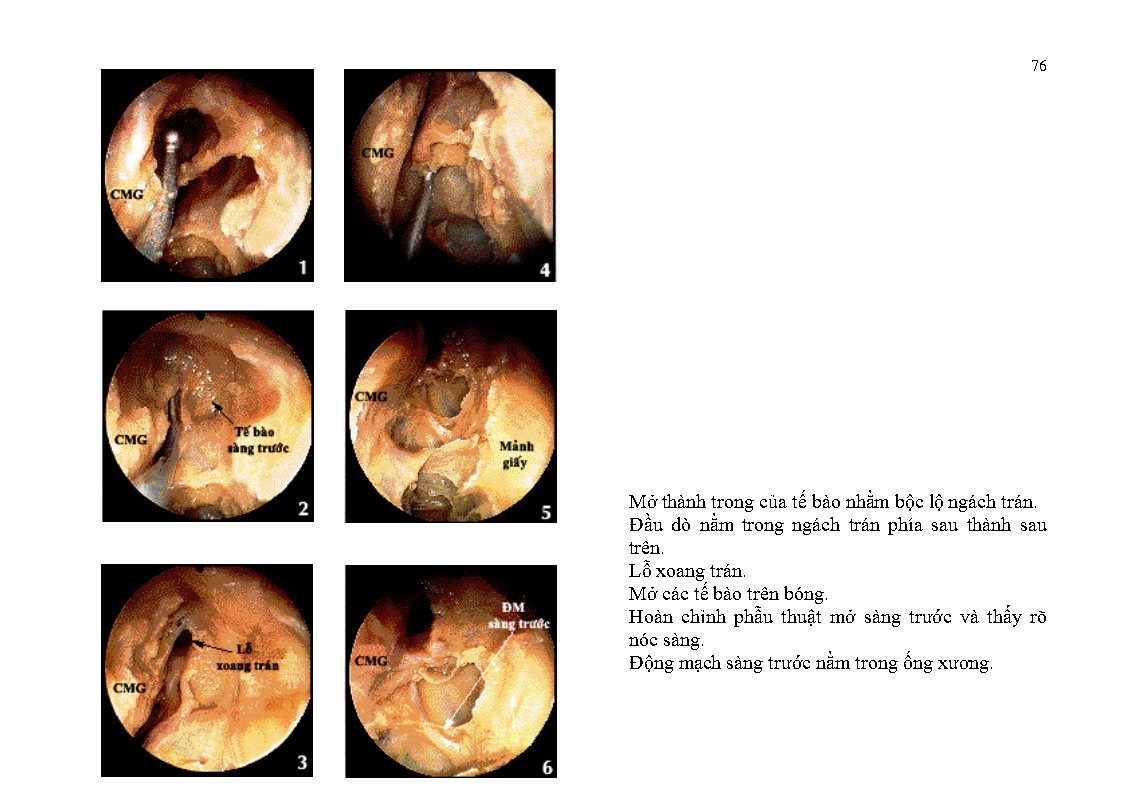 76
CMG
1
CMG
4
Tế bào
sàng trước
CMG
2
CMG
Mảnh
giấy
5
Lỗ
xoang trán
CMG
3
ĐM
sàng trước
CMG
6
Mở thành trong của tế bào nhằm bộc lộ ngách trán.
Đầu dò nằm trong ngách trán phía sau thành sau
trên.
Lỗ xoang trán.
Mở các tế bào trên bóng.
Hoàn chỉnh phẫu thuật mở sàng trước và thấy rõ
nóc sàng.
Động mạch sàng trước nằm trong ống xương.